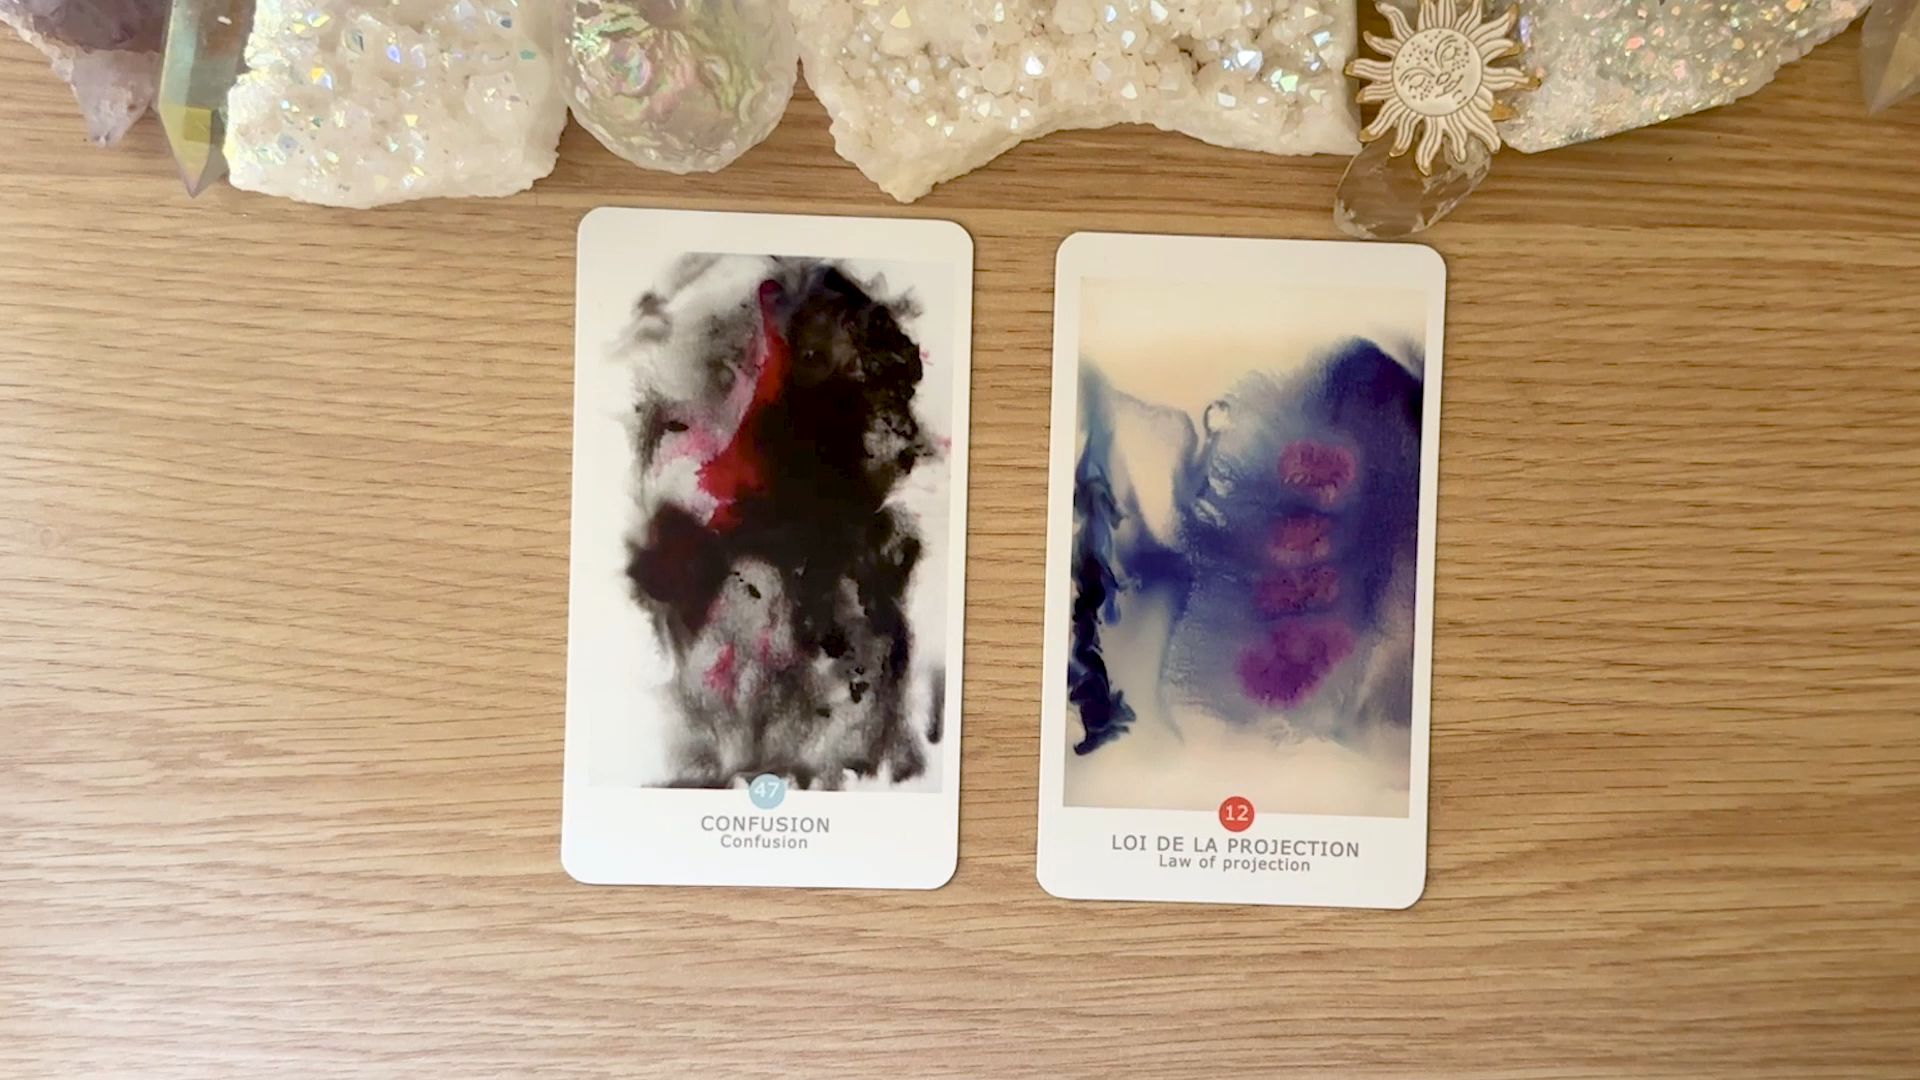 47
CONFUSION
Confusion
12
LOI DE LA PROJECTION
Law of projection